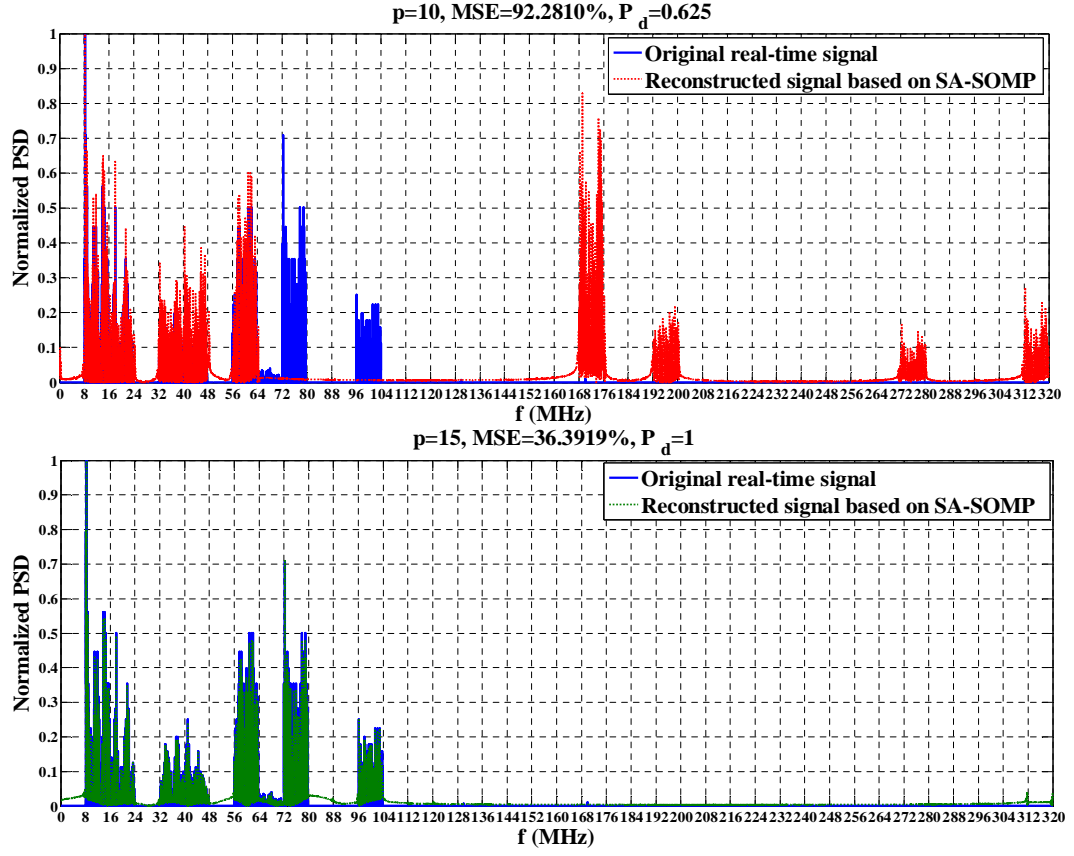 p=10, MSE=92.2810%, P_d=0.625
Normalized PSD
1
0.9
0.8
0.7
0.6
0.5
0.4
0.3
0.2
0.1
0
Original real-time signal
Reconstructed signal based on SA-SOMP
0 8 16 24 32 40 48 56 64 72 80 88 96 104 112 120 128 136 144 152 160 168 176 184 192 200 208 216 224 232 240 248 256 264 272 280 288 296 304 312 320
f (MHz)
p=15, MSE=36.3919%, P_d=1
Normalized PSD
1
0.9
0.8
0.7
0.6
0.5
0.4
0.3
0.2
0.1
0
Original real-time signal
Reconstructed signal based on SA-SOMP
0 8 16 24 32 40 48 56 64 72 80 88 96 104 112 120 128 136 144 152 160 168 176 184 192 200 208 216 224 232 240 248 256 264 272 280 288 296 304 312 320
f (MHz)